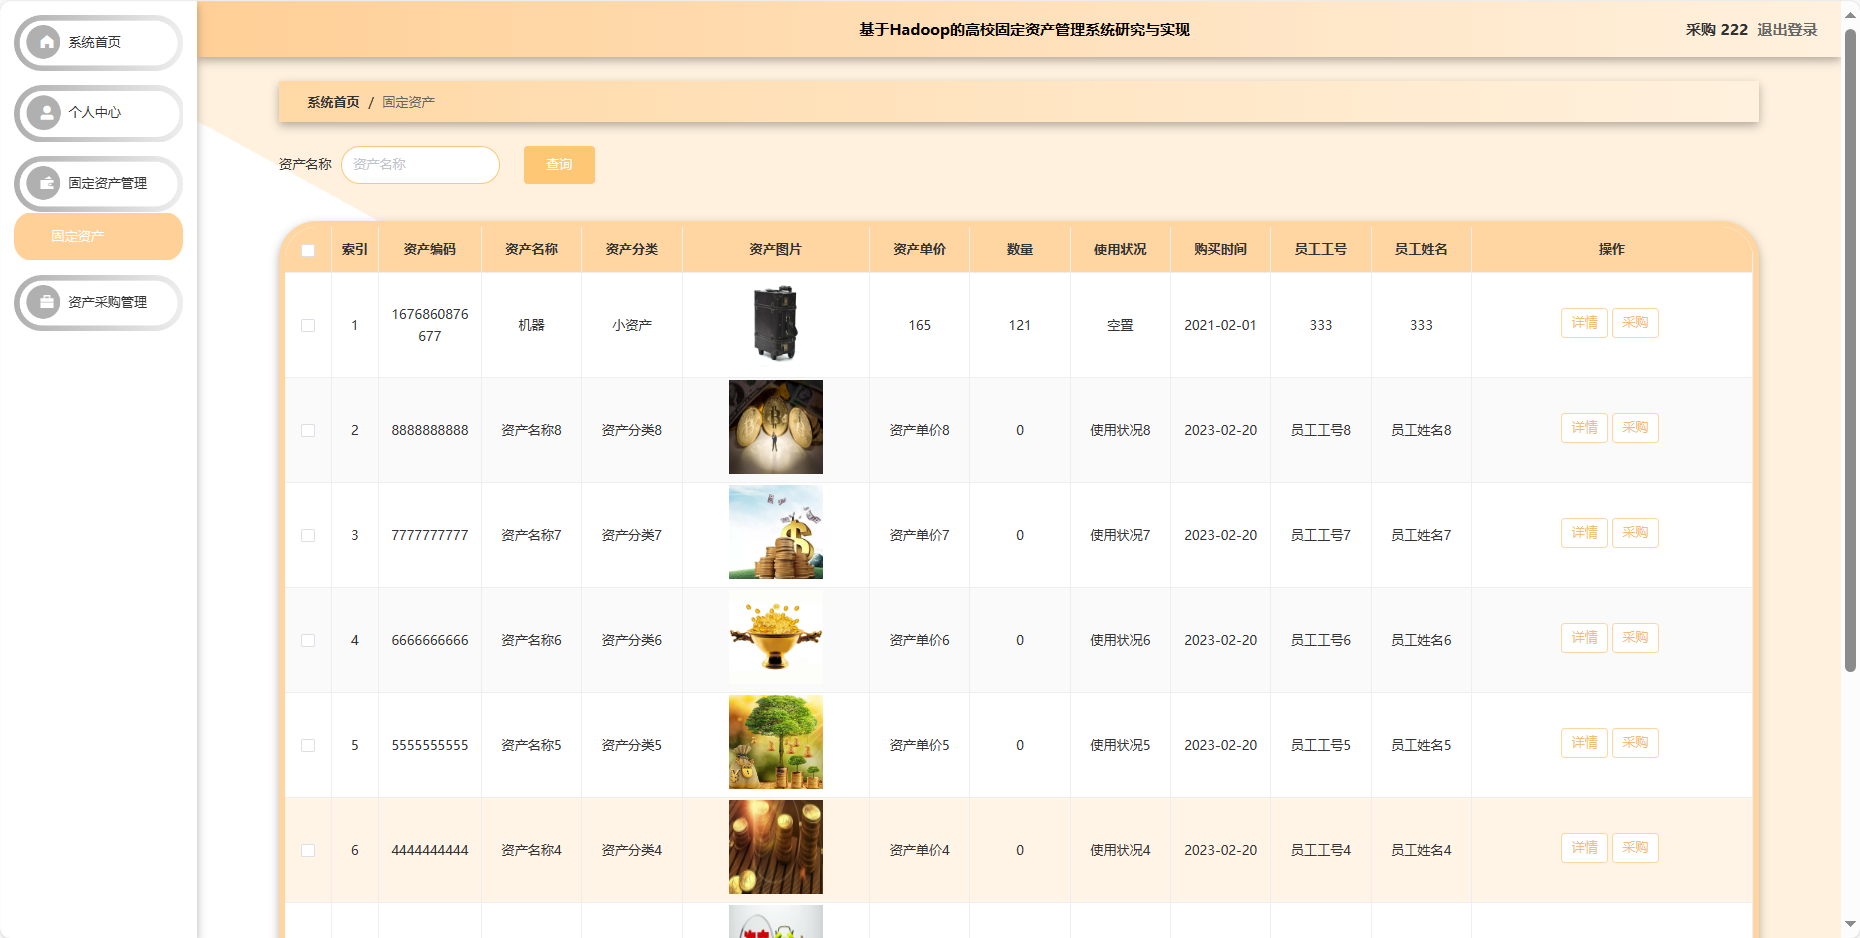 系统首页
个人中心
固定资产管理
固定资产
资产采购管理
基于Hadoop的高校固定资产管理系统研究与实现
采购 222 退出登录
系统首页 / 固定资产
资产名称 资产名称 查询
索引 资产编码 资产名称 资产分类 资产图片 资产单价 数量 使用状况 购买时间 员工工号 员工姓名 操作
1 1676860876677 机器 小资产 165 121 空置 2021-02-01 333 333 详情 采购
2 8888888888 资产名称8 资产分类8 资产单价8 0 使用状况8 2023-02-20 员工工号8 员工姓名8 详情 采购
3 7777777777 资产名称7 资产分类7 资产单价7 0 使用状况7 2023-02-20 员工工号7 员工姓名7 详情 采购
4 6666666666 资产名称6 资产分类6 资产单价6 0 使用状况6 2023-02-20 员工工号6 员工姓名6 详情 采购
5 5555555555 资产名称5 资产分类5 资产单价5 0 使用状况5 2023-02-20 员工工号5 员工姓名5 详情 采购
6 4444444444 资产名称4 资产分类4 资产单价4 0 使用状况4 2023-02-20 员工工号4 员工姓名4 详情 采购